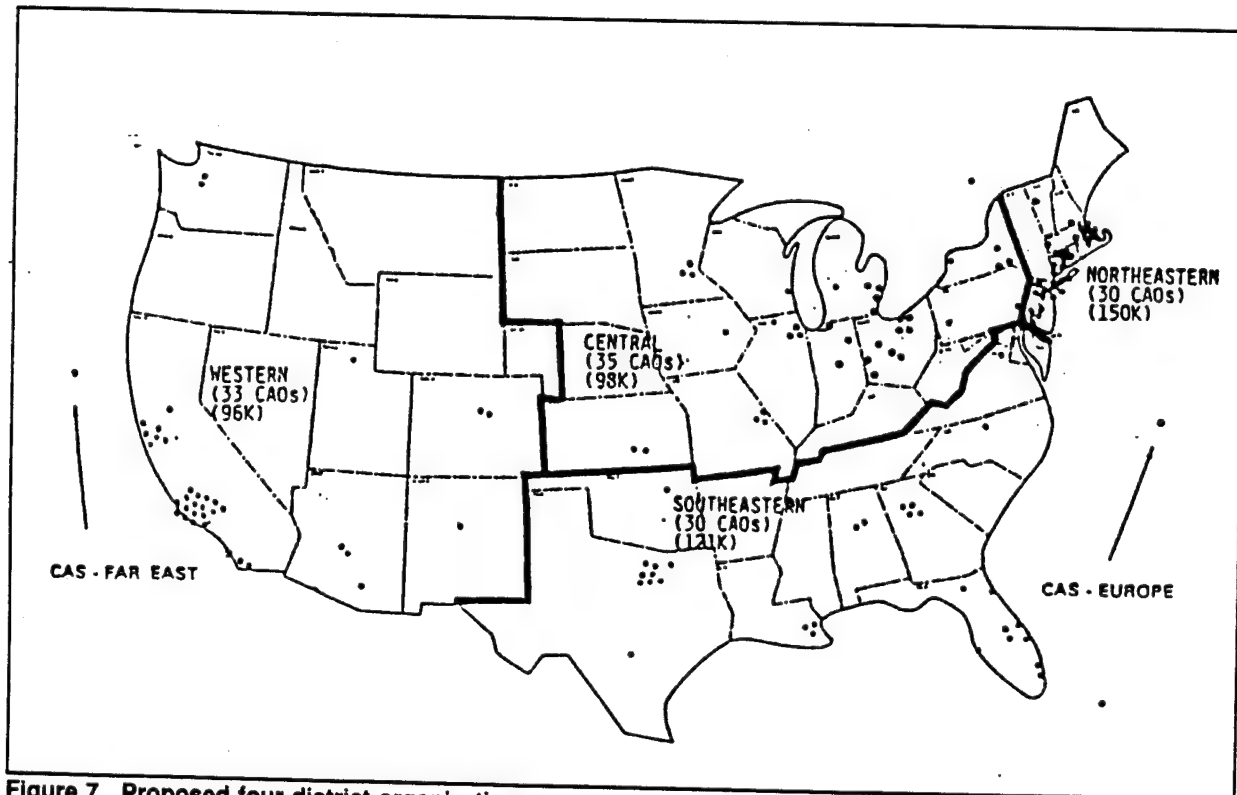 WESTERN
(33 CAOs)
(96K)
CENTRAL
(35 CAOs)
(98K)
NORTHEASTERN
(30 CAOs)
(150K)
SOUTHEASTERN
(30 CAOs)
(121K)
CAS - FAR EAST
CAS - EUROPE
Figure 7 Proposed four district